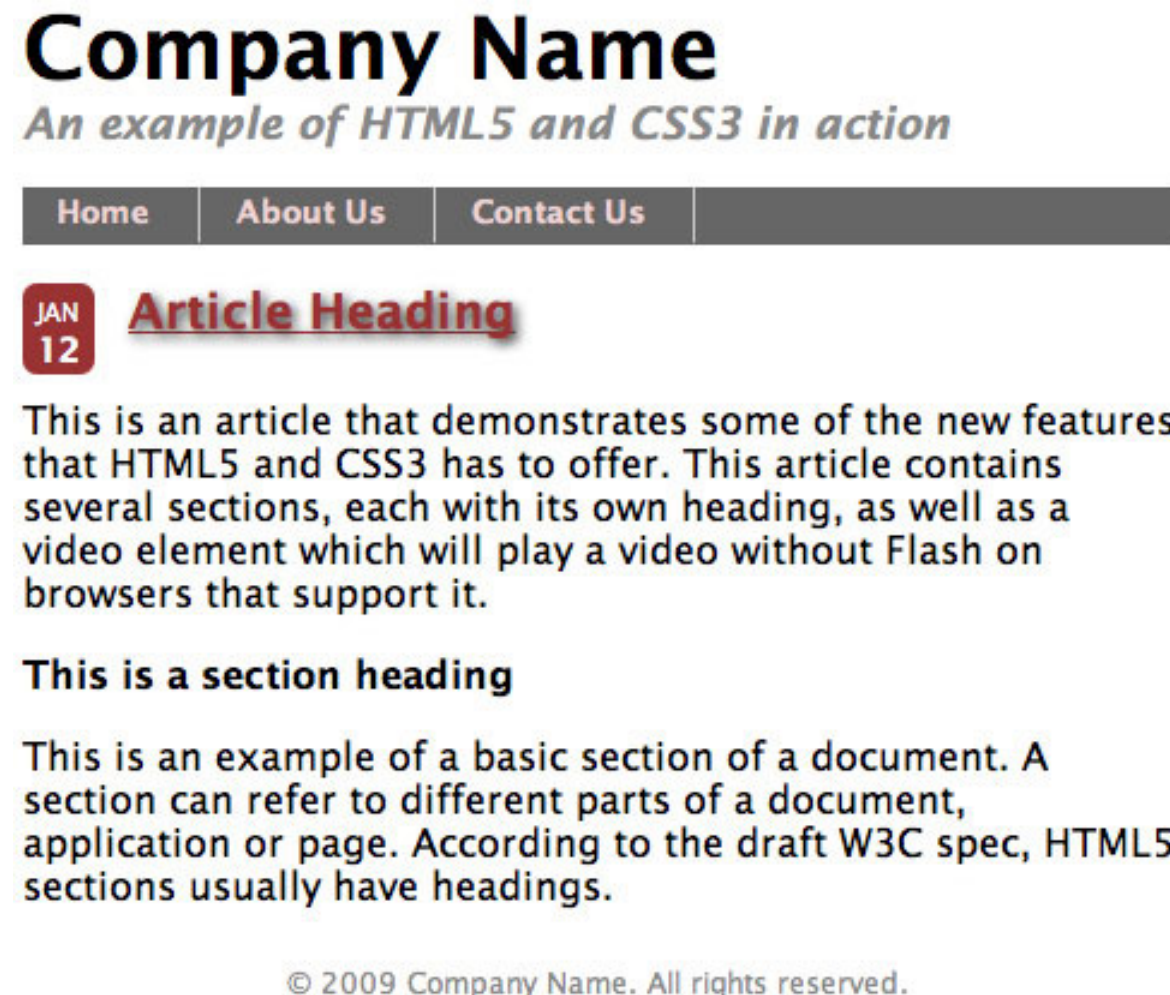 Company Name
An example of HTML5 and CSS3 in action
Home About Us Contact Us
JAN
12
Article Heading
This is an article that demonstrates some of the new features
that HTML5 and CSS3 has to offer. This article contains
several sections, each with its own heading, as well as a
video element which will play a video without Flash on
browsers that support it.
This is a section heading
This is an example of a basic section of a document. A
section can refer to different parts of a document,
application or page. According to the draft W3C spec, HTML5
sections usually have headings.
© 2009 Company Name. All rights reserved.